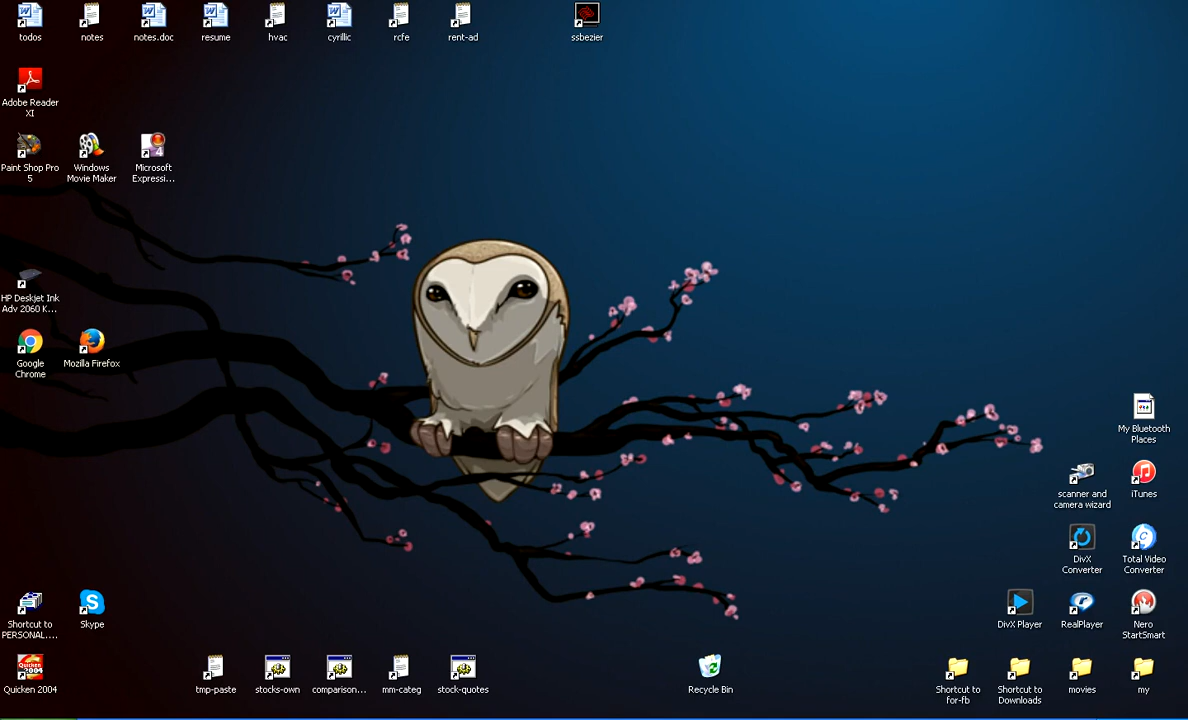 todos
notes
notes.doc
resume
hvac
cyrillic
rcfe
rent-ad
ssbezier
Adobe Reader
XI
Paint Shop Pro
5
Windows
Movie Maker
Microsoft
Expressi...
4
HP Deskjet Ink
Adv 2060 K...
Google
Chrome
Mozilla Firefox
My Bluetooth
Places
scanner and
camera wizard
iTunes
DivX
Converter
Total Video
Converter
Shortcut to
PERSONAL....
Skype
DivX Player
RealPlayer
Nero
StartSmart
Quicken
2004
Quicken 2004
tmp-paste
stocks-own
comparison...
mm-categ
stock-quotes
Recycle Bin
Shortcut to
for-fb
Shortcut to
Downloads
movies
my